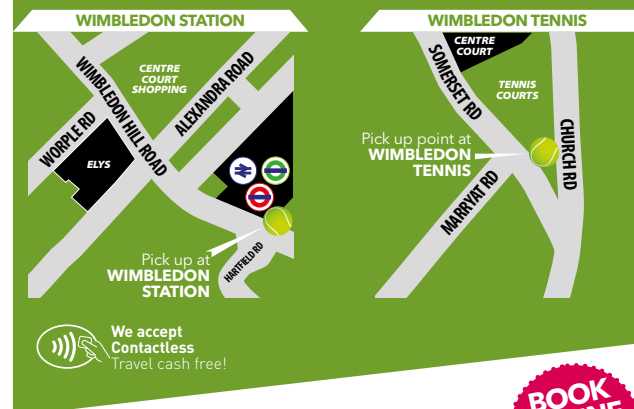 WIMBLEDON STATION
WIMBLEDON HILL ROAD
CENTRE
COURT
SHOPPING
ALEXANDRA ROAD
WORPLE RD
ELYS
Pick up at
WIMBLEDON
STATION
HARTFIELD RD
WIMBLEDON TENNIS
SOMERSET RD
CENTRE
COURT
TENNIS
COURTS
Pick up point at
WIMBLEDON
TENNIS
CHURCH RD
MARRYAT RD
We accept
Contactless
Travel cash free!
BOOK